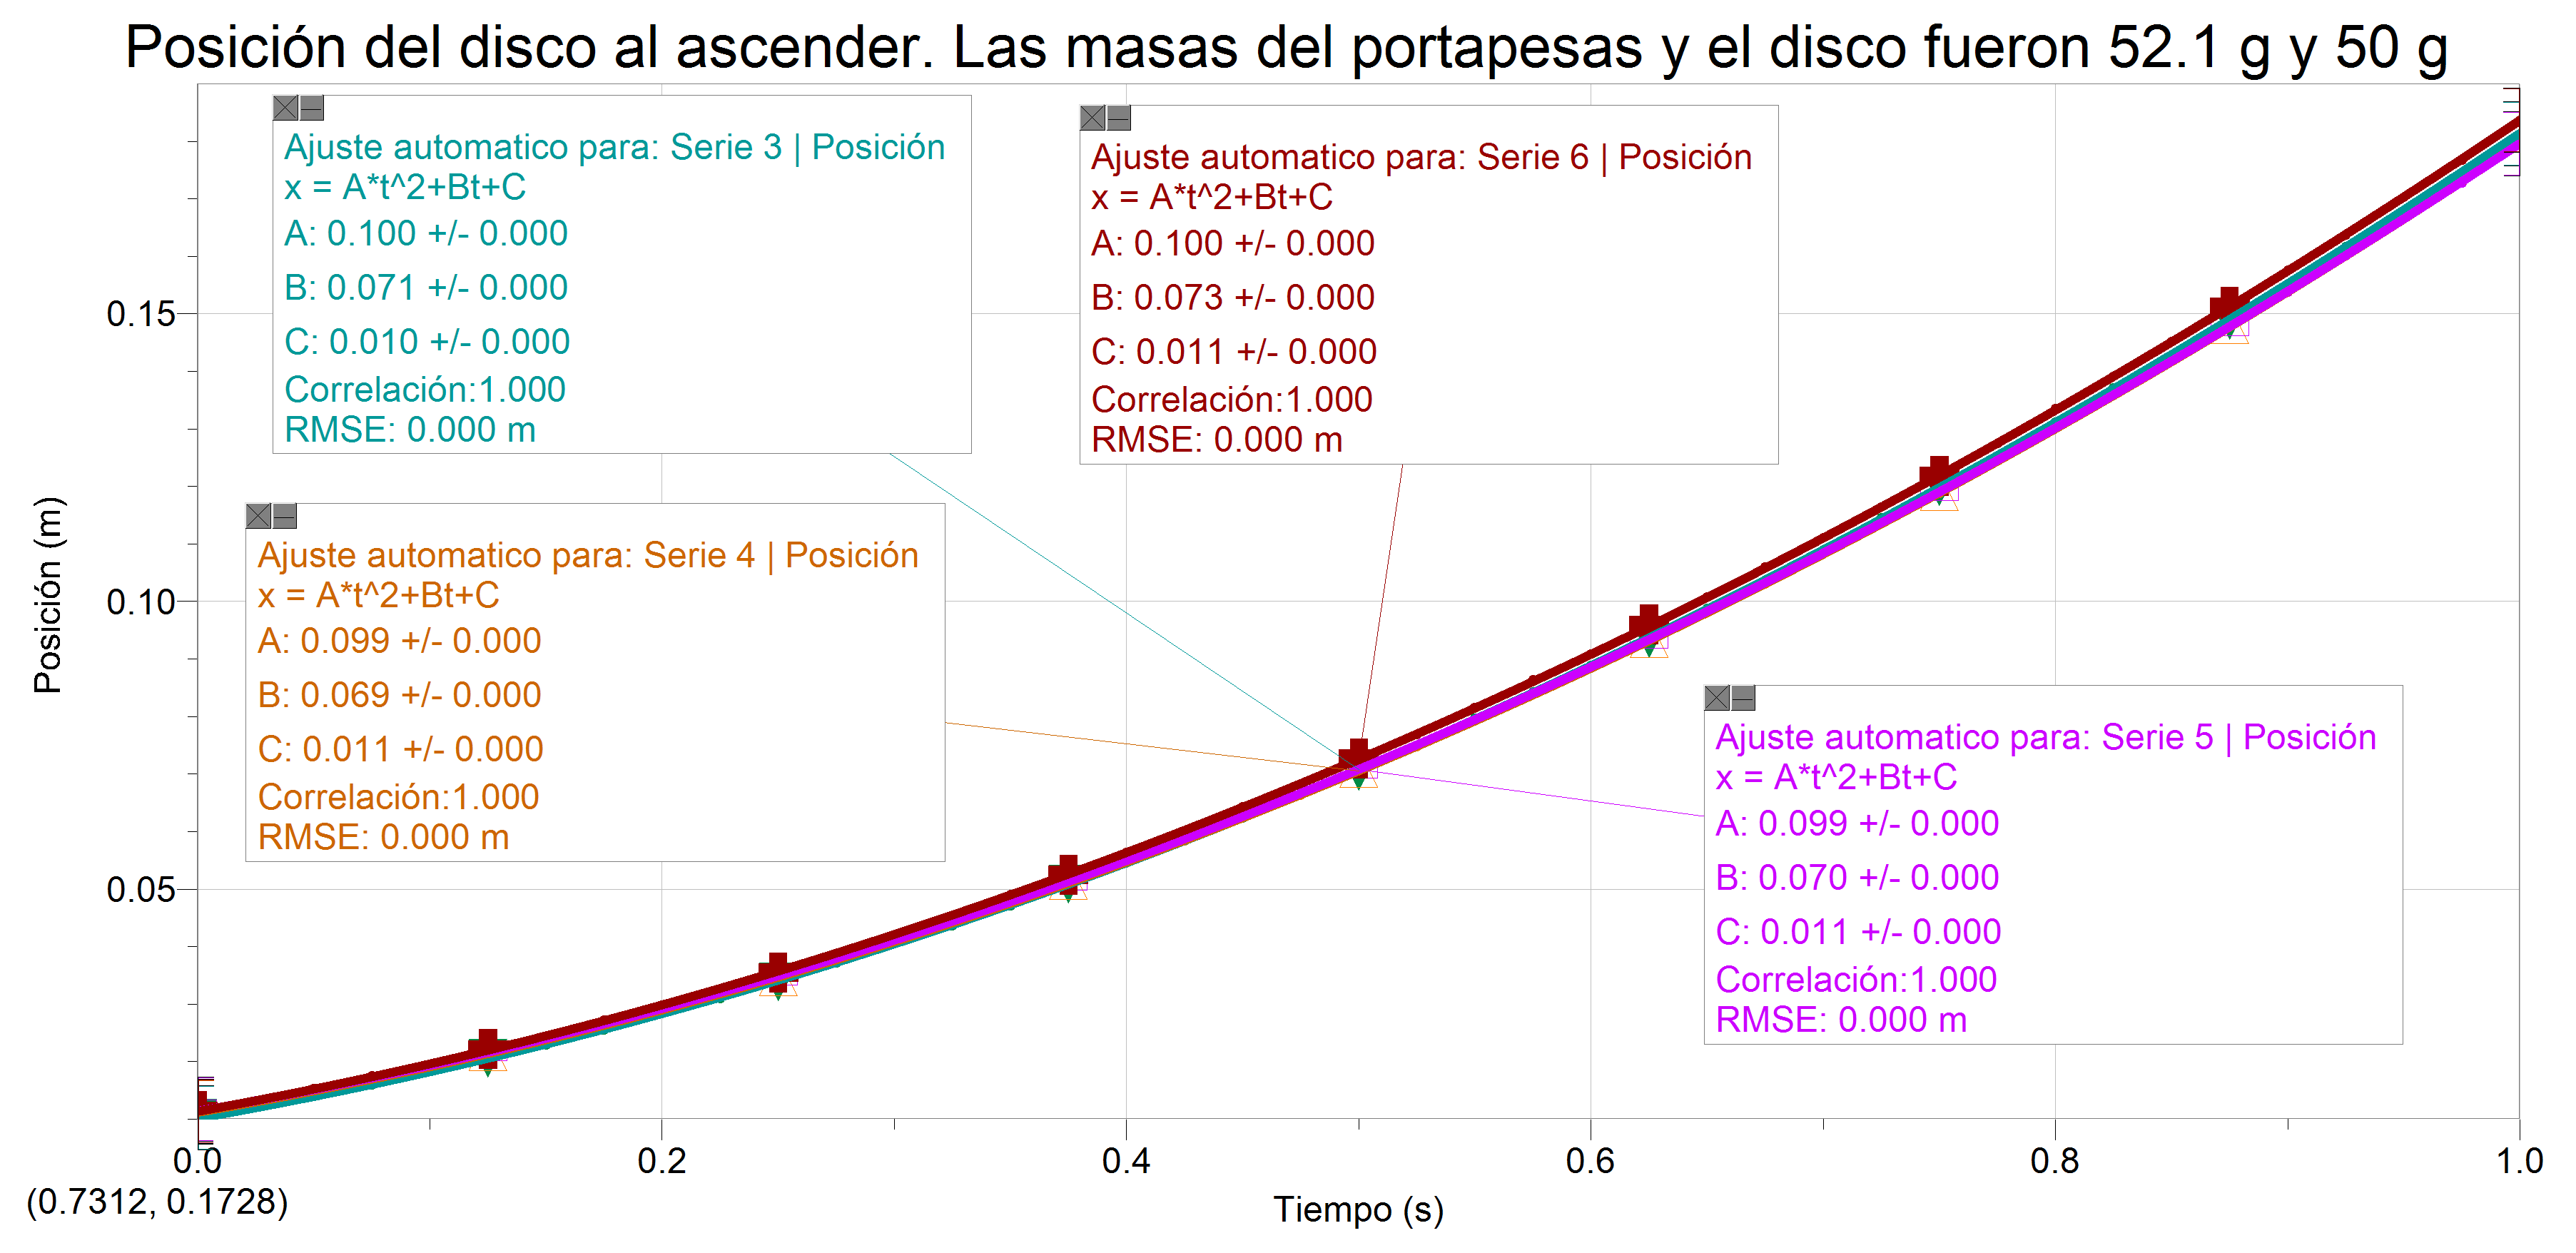 Posición del disco al ascender. Las masas del portapesas y el disco fueron 52.1 g y 50 g
Ajuste automatico para: Serie 3 | Posición
x = A*t^2+Bt+C
A: 0.100 +/- 0.000
B: 0.071 +/- 0.000
C: 0.010 +/- 0.000
Correlación:1.000
RMSE: 0.000 m
Ajuste automatico para: Serie 6 | Posición
x = A*t^2+Bt+C
A: 0.100 +/- 0.000
B: 0.073 +/- 0.000
C: 0.011 +/- 0.000
Correlación:1.000
RMSE: 0.000 m
Ajuste automatico para: Serie 4 | Posición
x = A*t^2+Bt+C
A: 0.099 +/- 0.000
B: 0.069 +/- 0.000
C: 0.011 +/- 0.000
Correlación:1.000
RMSE: 0.000 m
Ajuste automatico para: Serie 5 | Posición
x = A*t^2+Bt+C
A: 0.099 +/- 0.000
B: 0.070 +/- 0.000
C: 0.011 +/- 0.000
Correlación:1.000
RMSE: 0.000 m
Posición (m)
0.15
0.10
0.05
0.0 0.2 0.4 0.6 0.8 1.0
(0.7312, 0.1728)
Tiempo (s)